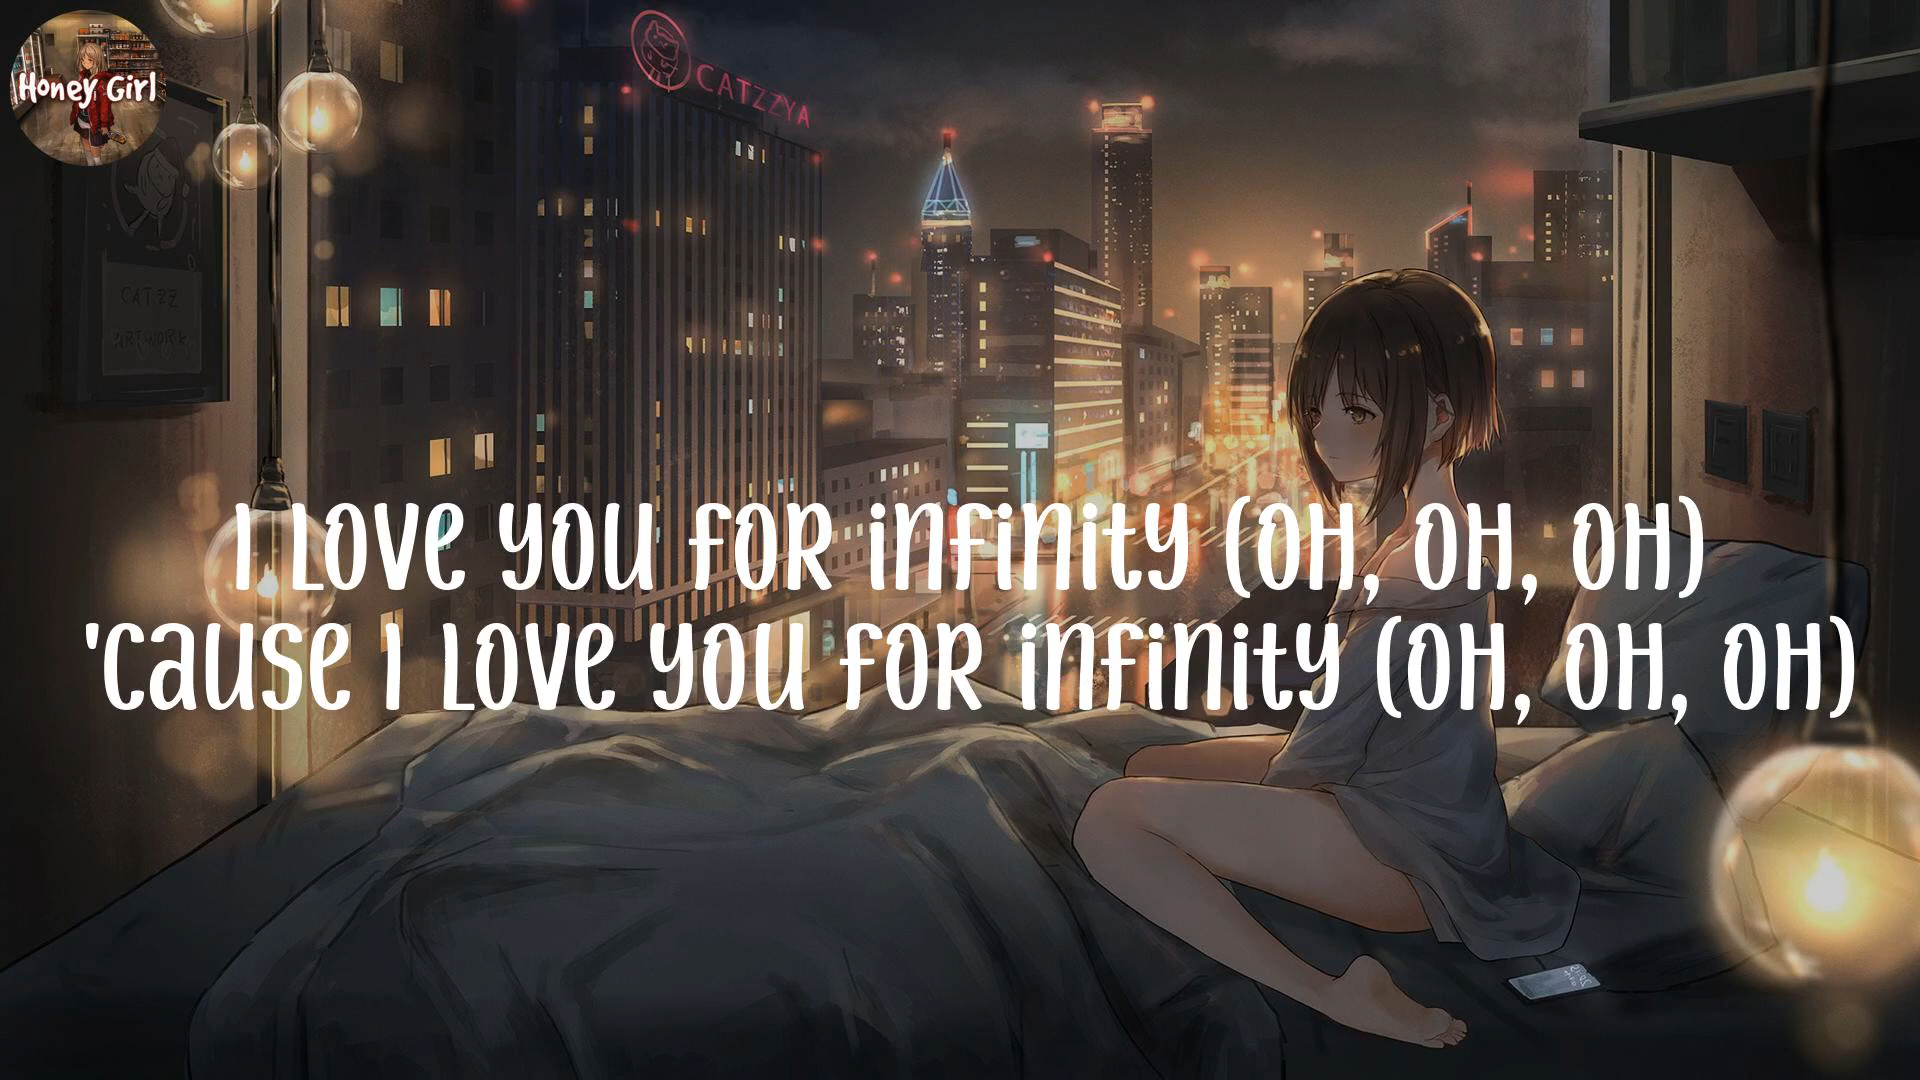 Honey Girl
CATZZYA
CATZZ
ARTWORK
I Love you for infinity (oh, oh, oh)
'cause I Love you for infinity (oh, oh, oh)